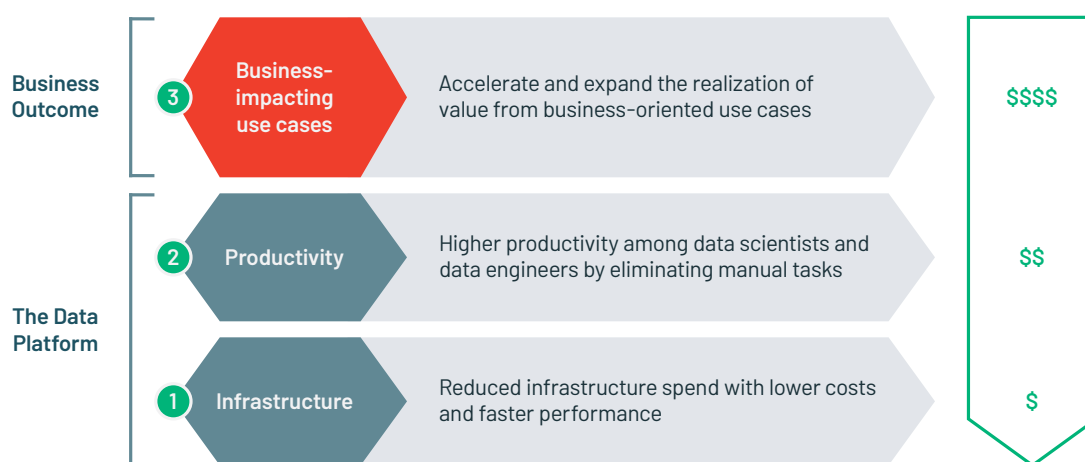 Business
Outcome
3
Business-
impacting
use cases
Accelerate and expand the realization of
value from business-oriented use cases
$$$$
The Data
Platform
2
Productivity
Higher productivity among data scientists and
data engineers by eliminating manual tasks
$$
1
Infrastructure
Reduced infrastructure spend with lower costs
and faster performance
$